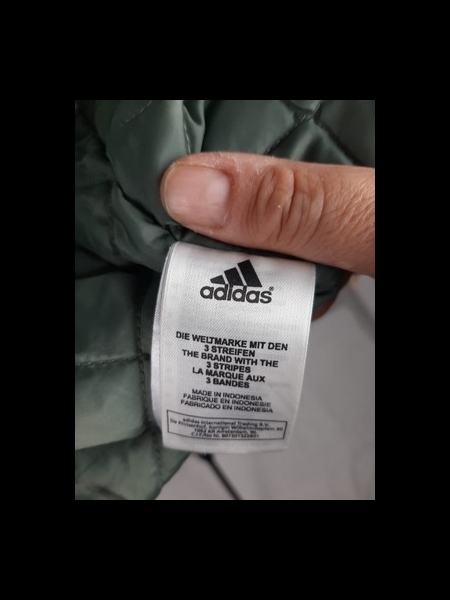 adidas
DIE WELTMARKE MIT DEN
3 STREIFEN
THE BRAND WITH THE
3 STRIPES
LA MARQUE AUX
3 BANDES
MADE IN INDONESIA
FABRIQUE EN INDONESIE
FABRICADO EN INDONESIA
adidas International Trading B.V.